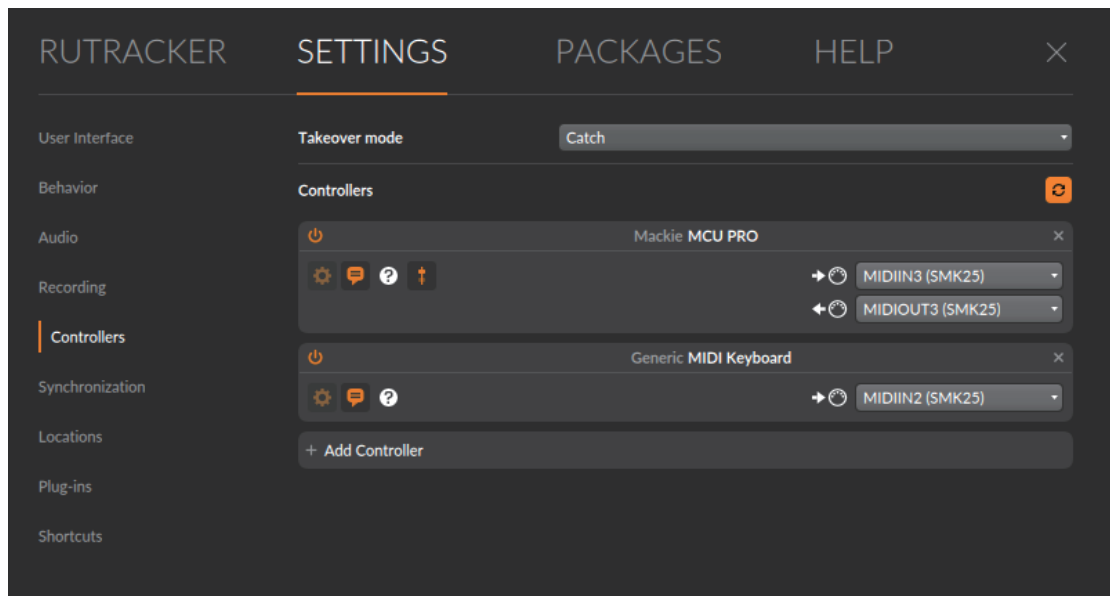 RUTRACKER SETTINGS PACKAGES HELP
User Interface
Behavior
Audio
Recording
Controllers
Synchronization
Locations
Plug-ins
Shortcuts
Takeover mode Catch
Controllers
Mackie MCU PRO
MIDIIN3 (SMK25)
MIDIOUT3 (SMK25)
Generic MIDI Keyboard
MIDIIN2 (SMK25)
+ Add Controller